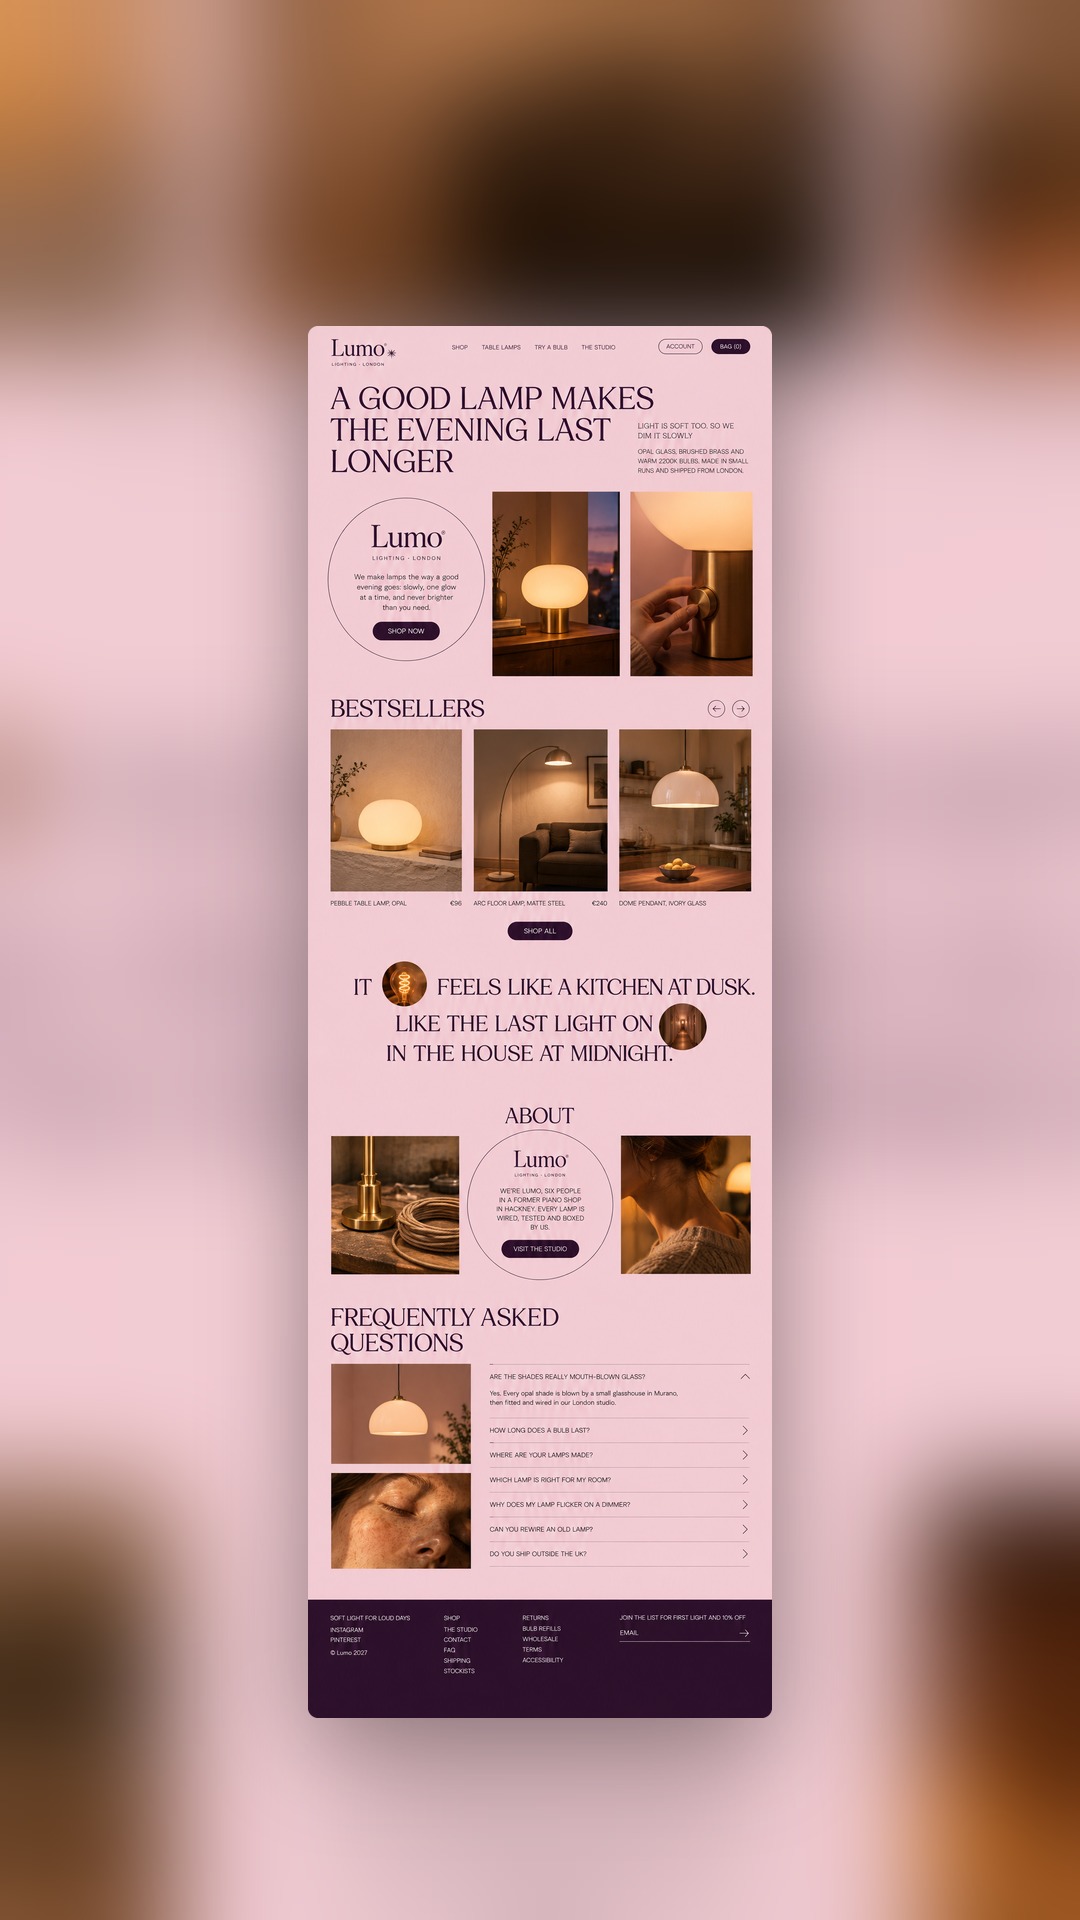 Lumo®
LIGHTING · LONDON
SHOP
TABLE LAMPS
TRY A BULB
THE STUDIO
ACCOUNT
BAG (0)
A GOOD LAMP MAKES
THE EVENING LAST
LONGER
LIGHT IS SOFT TOO. SO WE
DIM IT SLOWLY
OPAL GLASS, BRUSHED BRASS AND
WARM 2200K BULBS. MADE IN SMALL
RUNS AND SHIPPED FROM LONDON.
Lumo®
LIGHTING · LONDON
We make lamps the way a good
evening goes: slowly, one glow
at a time, and never brighter
than you need.
SHOP NOW
BESTSELLERS
PEBBLE TABLE LAMP, OPAL €96
ARC FLOOR LAMP, MATTE STEEL €240
DOME PENDANT, IVORY GLASS
SHOP ALL
IT FEELS LIKE A KITCHEN AT DUSK.
LIKE THE LAST LIGHT ON
IN THE HOUSE AT MIDNIGHT.
ABOUT
Lumo®
LIGHTING · LONDON
WE'RE LUMO, SIX PEOPLE
IN A FORMER PIANO SHOP
IN HACKNEY. EVERY LAMP IS
WIRED, TESTED AND BOXED
BY US.
VISIT THE STUDIO
FREQUENTLY ASKED
QUESTIONS
ARE THE SHADES REALLY MOUTH-BLOWN GLASS?
Yes. Every opal shade is blown by a small glasshouse in Murano,
then fitted and wired in our London studio.
HOW LONG DOES A BULB LAST?
WHERE ARE YOUR LAMPS MADE?
WHICH LAMP IS RIGHT FOR MY ROOM?
WHY DOES MY LAMP FLICKER ON A DIMMER?
CAN YOU REWIRE AN OLD LAMP?
DO YOU SHIP OUTSIDE THE UK?
SOFT LIGHT FOR LOUD DAYS
INSTAGRAM
PINTEREST
© Lumo 2027
SHOP
THE STUDIO
CONTACT
FAQ
SHIPPING
STOCKISTS
RETURNS
BULB REFILLS
WHOLESALE
TERMS
ACCESSIBILITY
JOIN THE LIST FOR FIRST LIGHT AND 10% OFF
EMAIL